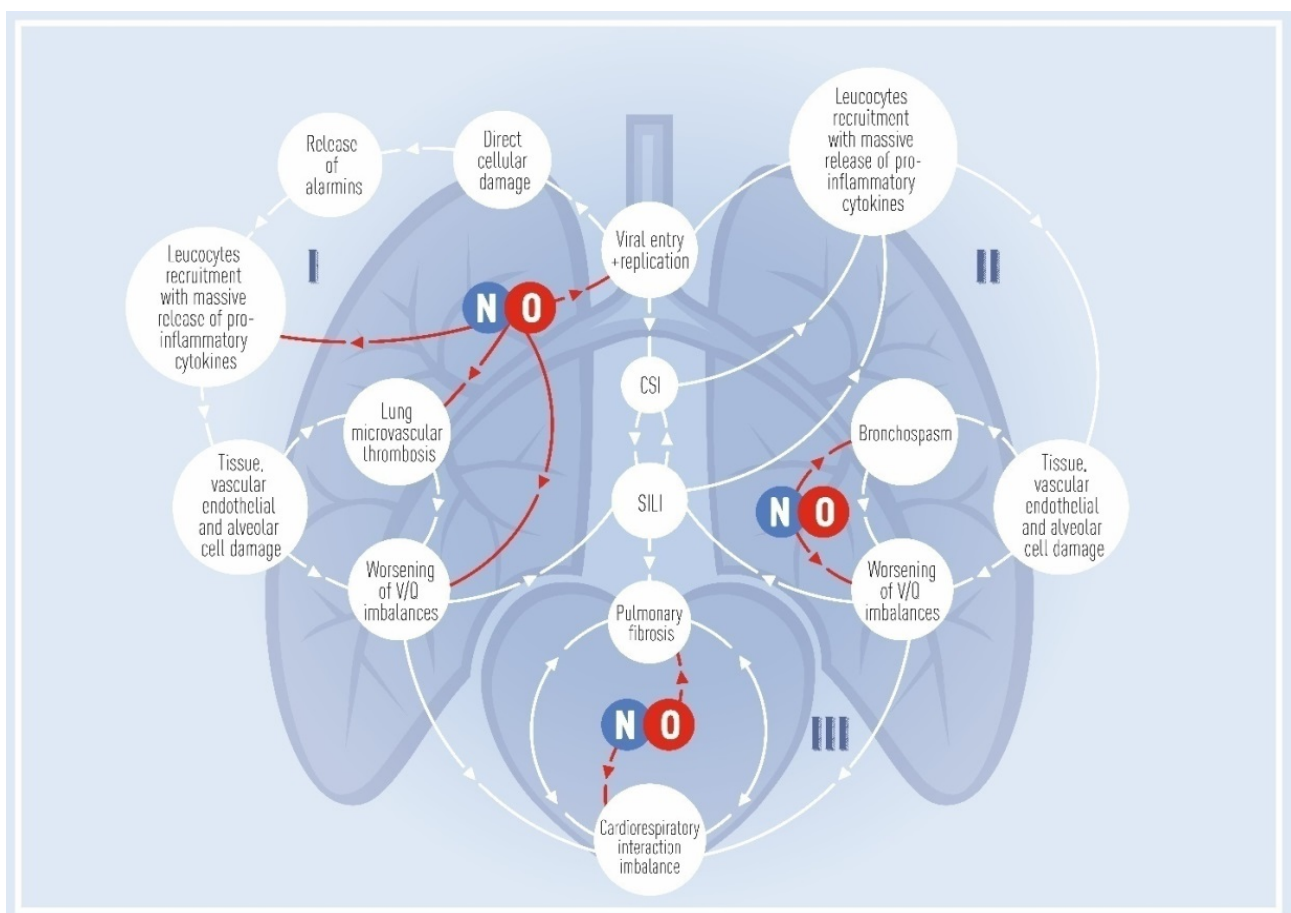 Release
of
alarmins
Direct
cellular
damage
Leucocytes
recruitment
with massive
release of pro-
inflammatory
cytokines
Viral entry
+replication
Leucocytes
recruitment
with massive
release of pro-
inflammatory
cytokines
I
II
N O
CSI
Lung
microvascular
thrombosis
Bronchospasm
Tissue,
vascular
endothelial
and alveolar
cell damage
SILI
N O
Tissue,
vascular
endothelial
and alveolar
cell damage
Worsening
of V/Q
imbalances
Pulmonary
fibrosis
Worsening
of V/Q
imbalances
N O
III
Cardiorespiratory
interaction
imbalance